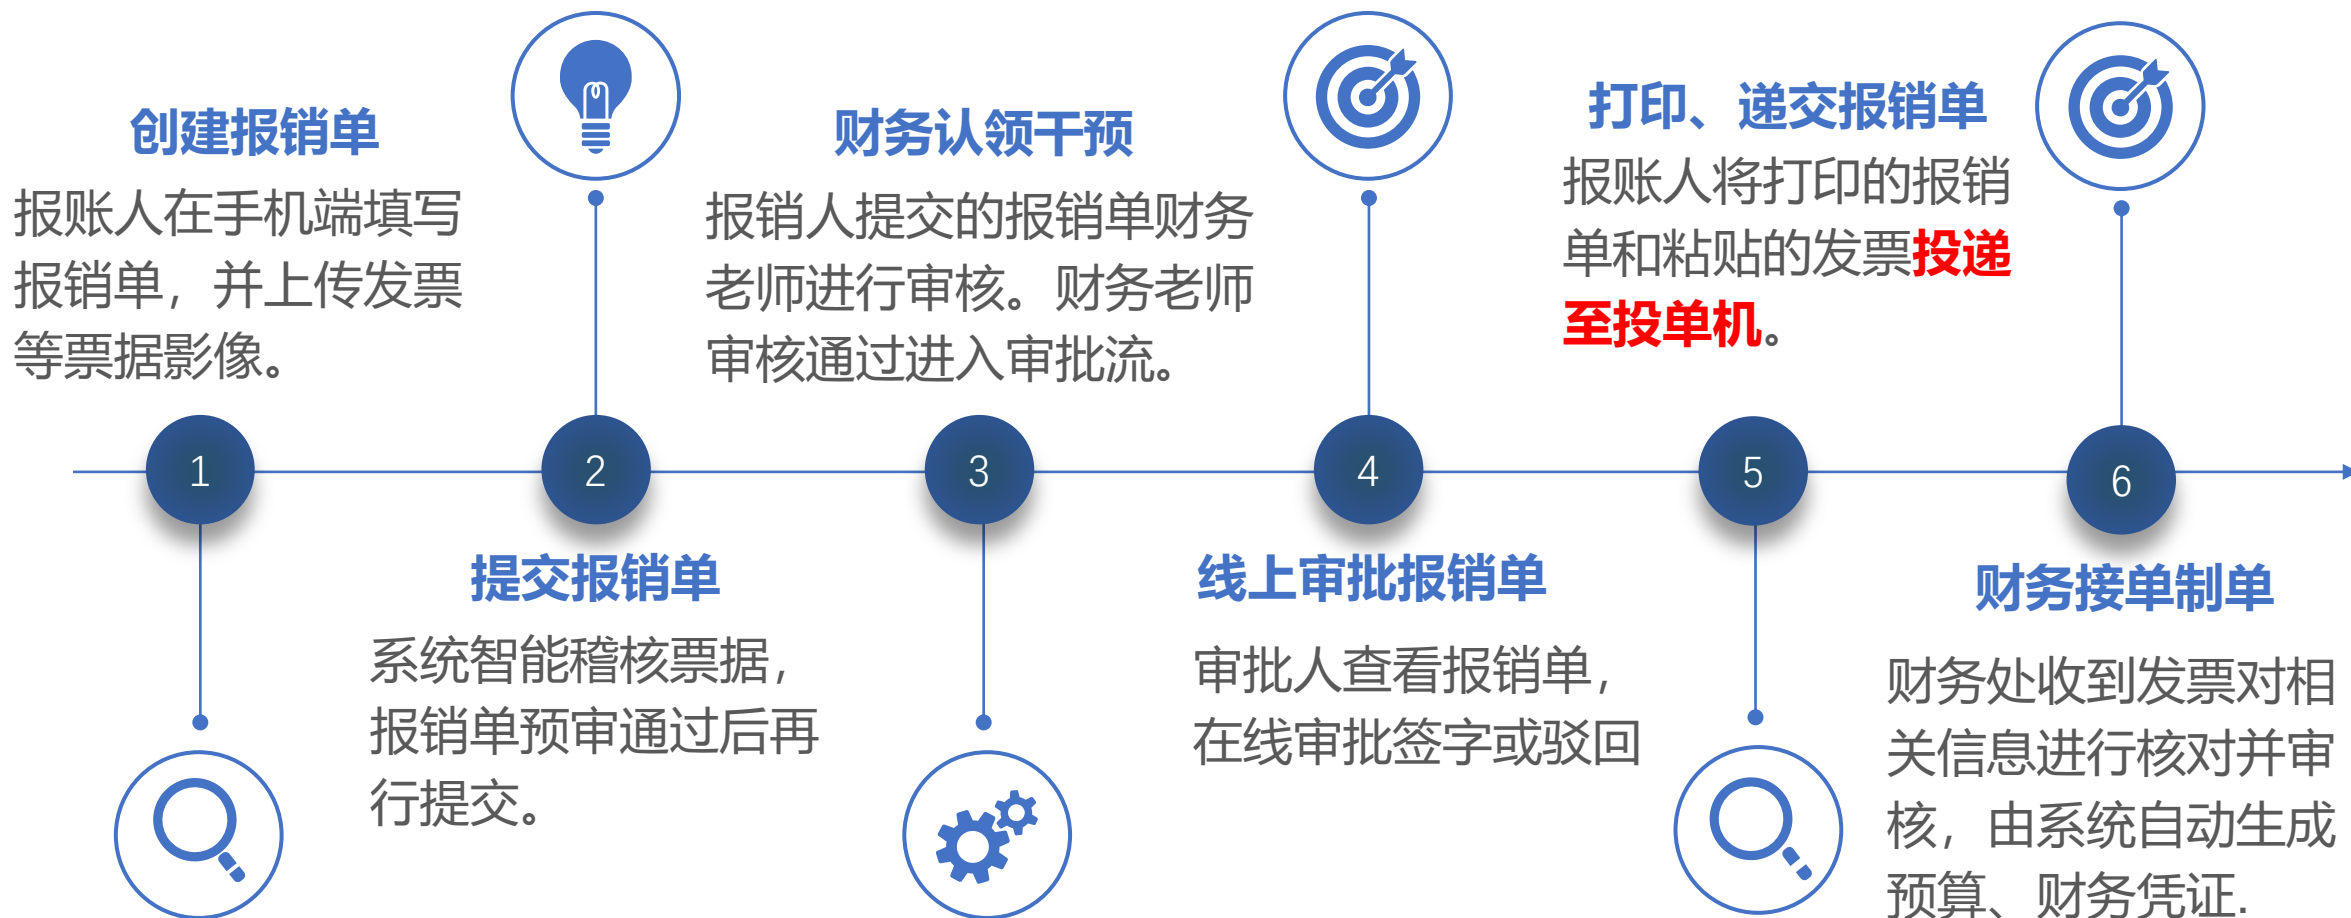 创建报销单
报账人在手机端填写
报销单，并上传发票
等票据影像。
1
2
提交报销单
系统智能稽核票据，
报销单预审通过后再
行提交。
财务认领干预
报销人提交的报销单财务
老师进行审核。财务老师
审核通过进入审批流。
3
4
线上审批报销单
审批人查看报销单，
在线审批签字或驳回
打印、递交报销单
报账人将打印的报销
单和粘贴的发票投递
至投单机。
5
6
财务接单制单
财务处收到发票对相
关信息进行核对并审
核，由系统自动生成
预算、财务凭证.